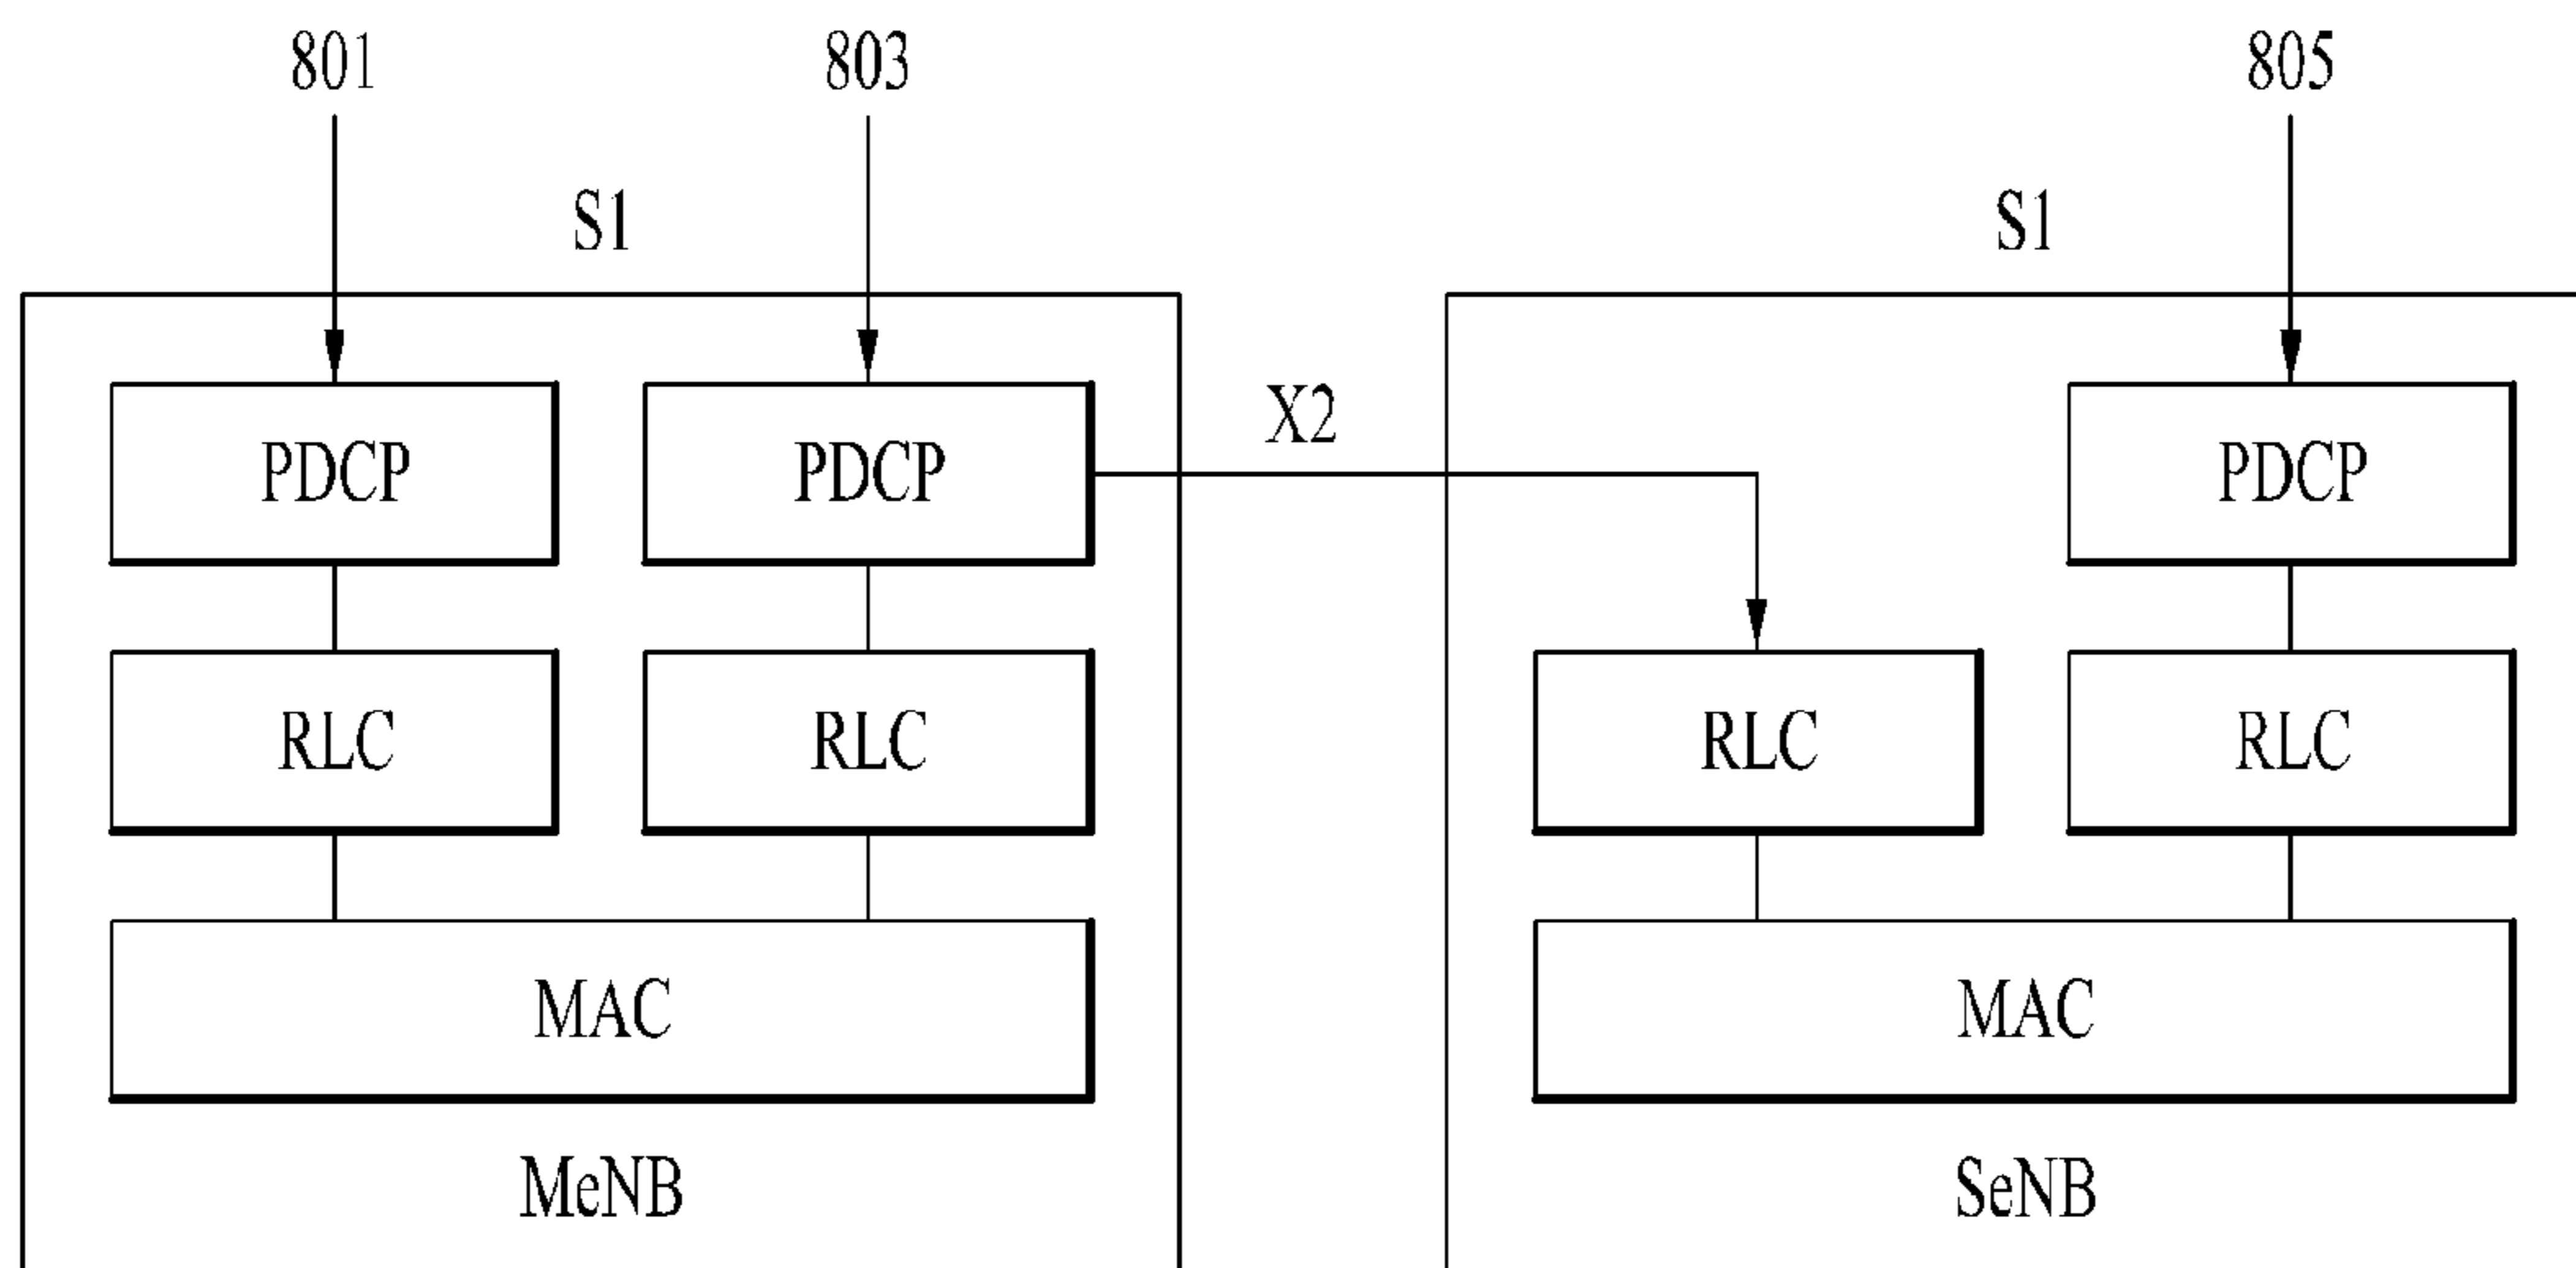 801 803 805
S1 S1
X2
PDCP PDCP PDCP
RLC RLC RLC RLC
MAC MAC
MeNB SeNB